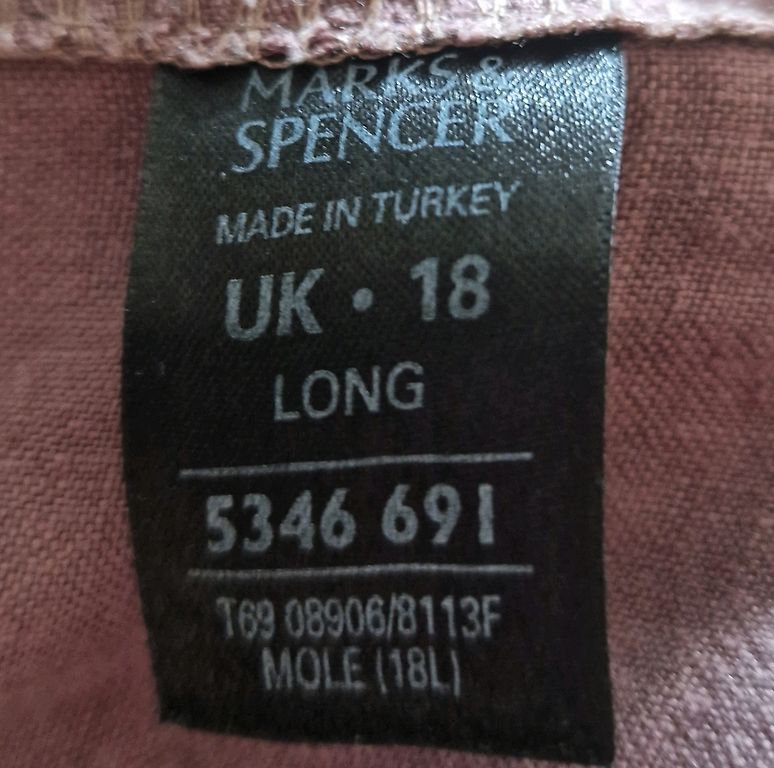 MARKS &
SPENCER
MADE IN TURKEY
UK • 18
LONG
5346 691
T69 08906/8113F
MOLE (18L)